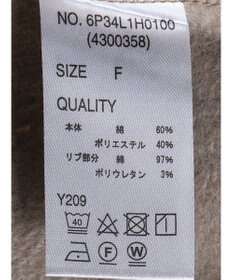 NO. 6P34L1H0100
(4300358)
SIZE F
QUALITY
本体 綿 60%
ポリエステル 40%
リブ部分 綿 97%
ポリウレタン 3%
Y209
40
F W